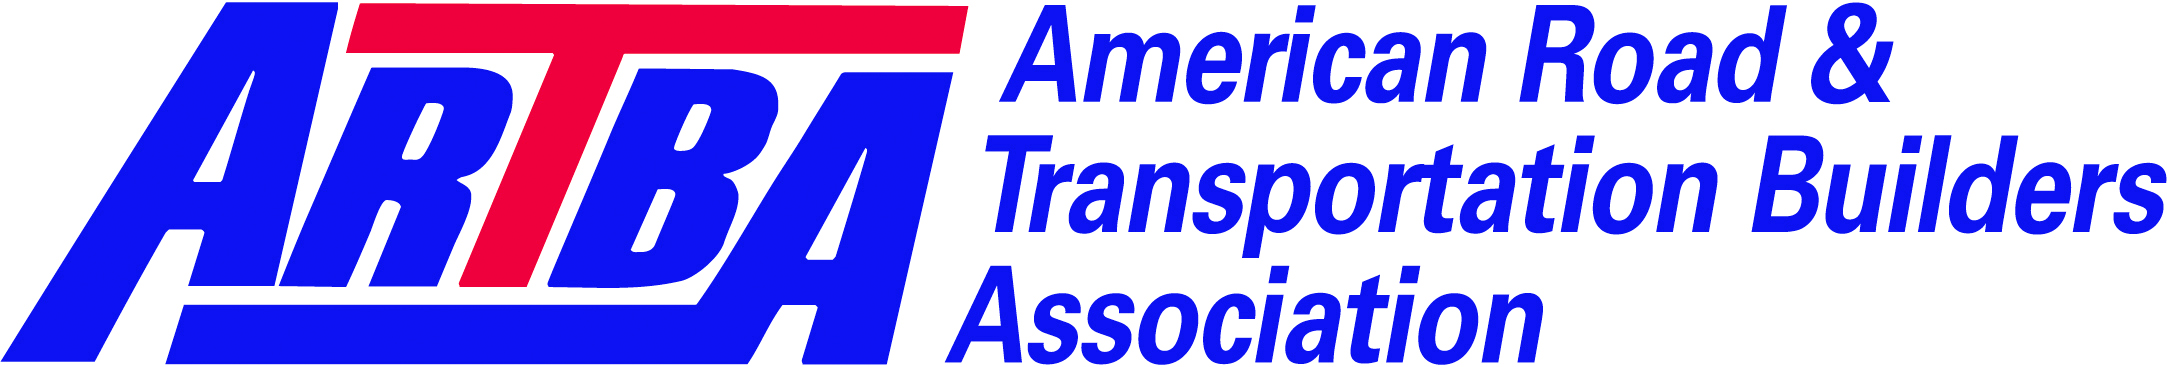 ARTBA
American Road &
Transportation Builders
Association